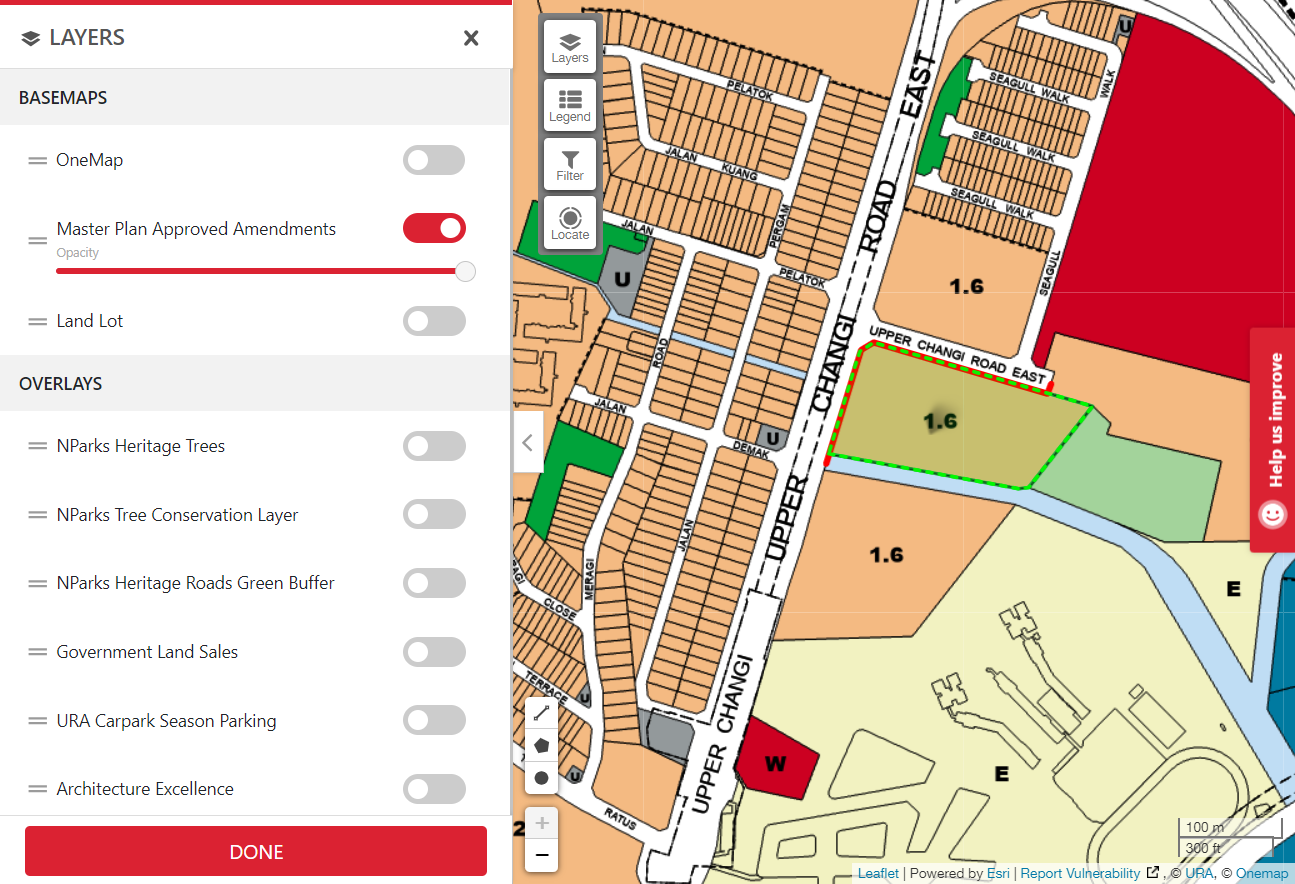 LAYERS
BASEMAPS
OneMap
Master Plan Approved Amendments
Opacity
Land Lot
OVERLAYS
NParks Heritage Trees
NParks Tree Conservation Layer
NParks Heritage Roads Green Buffer
Government Land Sales
URA Carpark Season Parking
Architecture Excellence
DONE
Layers
Legend
Filter
Locate
PELATOK
JALAN KUANG
JALAN
PERGAM
PELATOK
U
ROAD
JALAN
DEMAK
U
JALAN
MERAGI
CLOSE
TERRACE
U
U
RATUS
UPPER CHANGI ROAD EAST
UPPER CHANGI
U
SEAGULL WALK
WALK
SEAGULL WALK
SEAGULL WALK
SEAGULL
1.6
UPPER CHANGI ROAD EAST
1.6
1.6
E
E
W
2
Help us improve
100 m
300 ft
Leaflet | Powered by Esri | Report Vulnerability , © URA, © Onemap